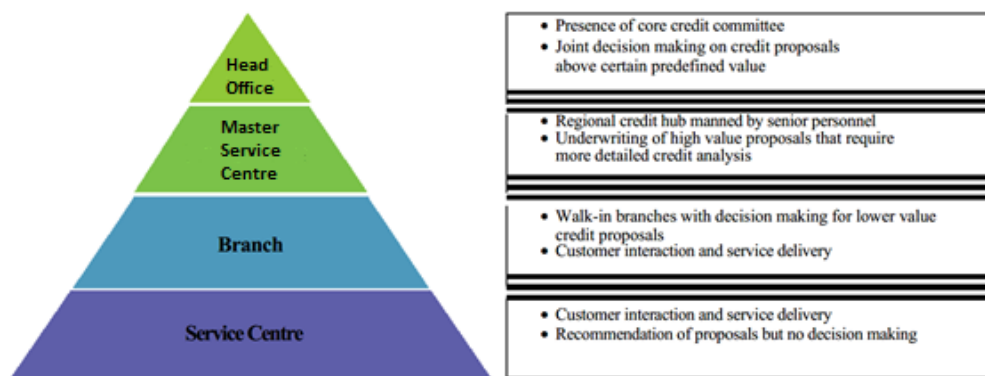 Head
Office
Master
Service
Centre
Branch
Service Centre
• Presence of core credit committee
• Joint decision making on credit proposals
above certain predefined value
• Regional credit hub manned by senior personnel
• Underwriting of high value proposals that require
more detailed credit analysis
• Walk-in branches with decision making for lower value
credit proposals
• Customer interaction and service delivery
• Customer interaction and service delivery
• Recommendation of proposals but no decision making